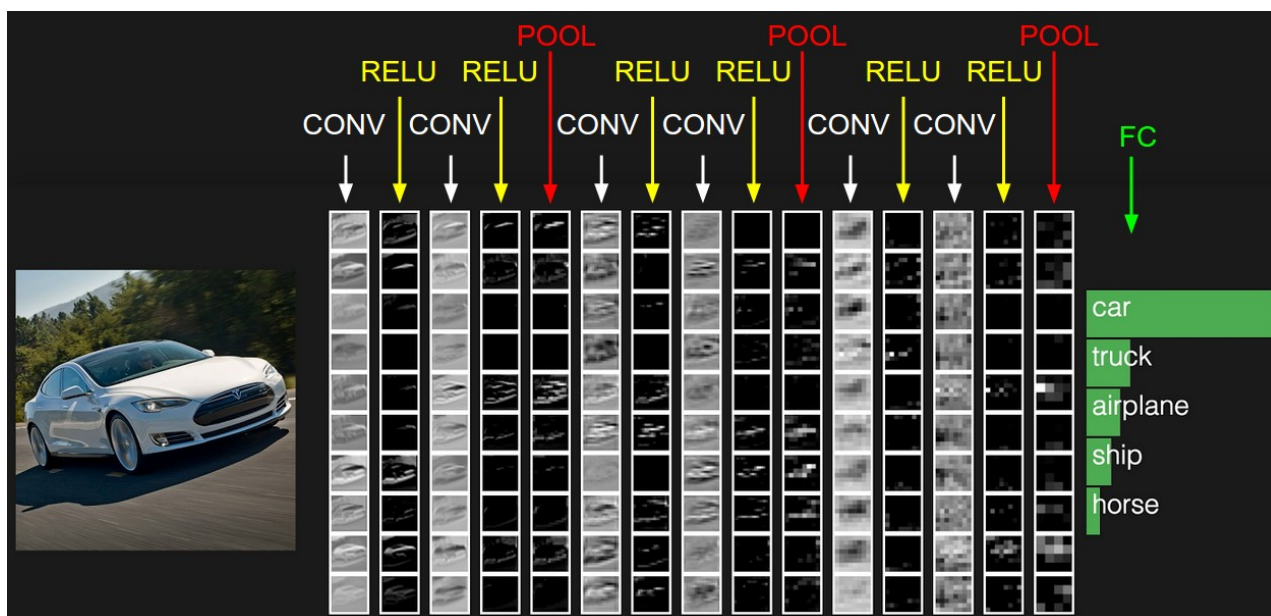 POOL POOL POOL
RELU RELU RELU RELU RELU RELU
CONV CONV CONV CONV CONV CONV
FC
car
truck
airplane
ship
horse